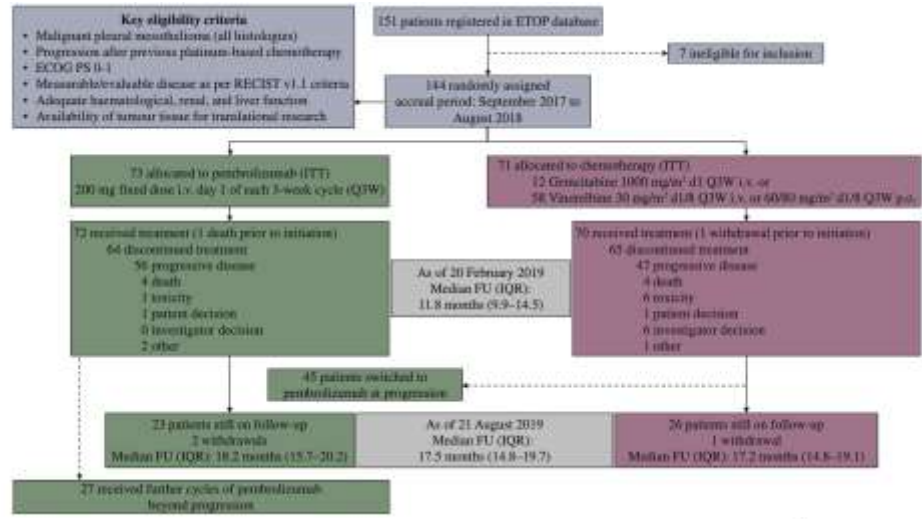 Key eligibility criteria
• Malignant pleural mesothelioma (all histologies)
• Progression after previous platinum-based chemotherapy
• ECOG PS 0-1
• Measurable/evaluable disease as per RECIST v1.1 criteria
• Adequate haematological, renal, and liver function
• Availability of tumour tissue for translational research
151 patients registered in ETOP database
7 ineligible for inclusion
144 randomly assigned
accrual period: September 2017 to
August 2018
73 allocated to pembrolizumab (ITT)
200 mg fixed dose i.v. day 1 of each 3-week cycle (Q3W)
71 allocated to chemotherapy (ITT)
12 Gemcitabine 1000 mg/m² d1 Q3W i.v. or
58 Vinorelbine 30 mg/m² d1/8 Q3W i.v. or 60/80 mg/m² d1/8 Q3W p.o.
72 received treatment (1 death prior to initiation)
64 discontinued treatment
56 progressive disease
4 death
1 toxicity
1 patient decision
0 investigator decision
2 other
As of 20 February 2019
Median FU (IQR):
11.8 months (9.9–14.5)
70 received treatment (1 withdrawal prior to initiation)
65 discontinued treatment
47 progressive disease
4 death
6 toxicity
1 patient decision
6 investigator decision
1 other
45 patients switched to
pembrolizumab at progression
23 patients still on follow-up
2 withdrawals
Median FU (IQR): 18.2 months (15.7–20.2)
As of 21 August 2019
Median FU (IQR):
17.5 months (14.8–19.7)
26 patients still on follow-up
1 withdrawal
Median FU (IQR): 17.2 months (14.8–19.1)
27 received further cycles of pembrolizumab
beyond progression